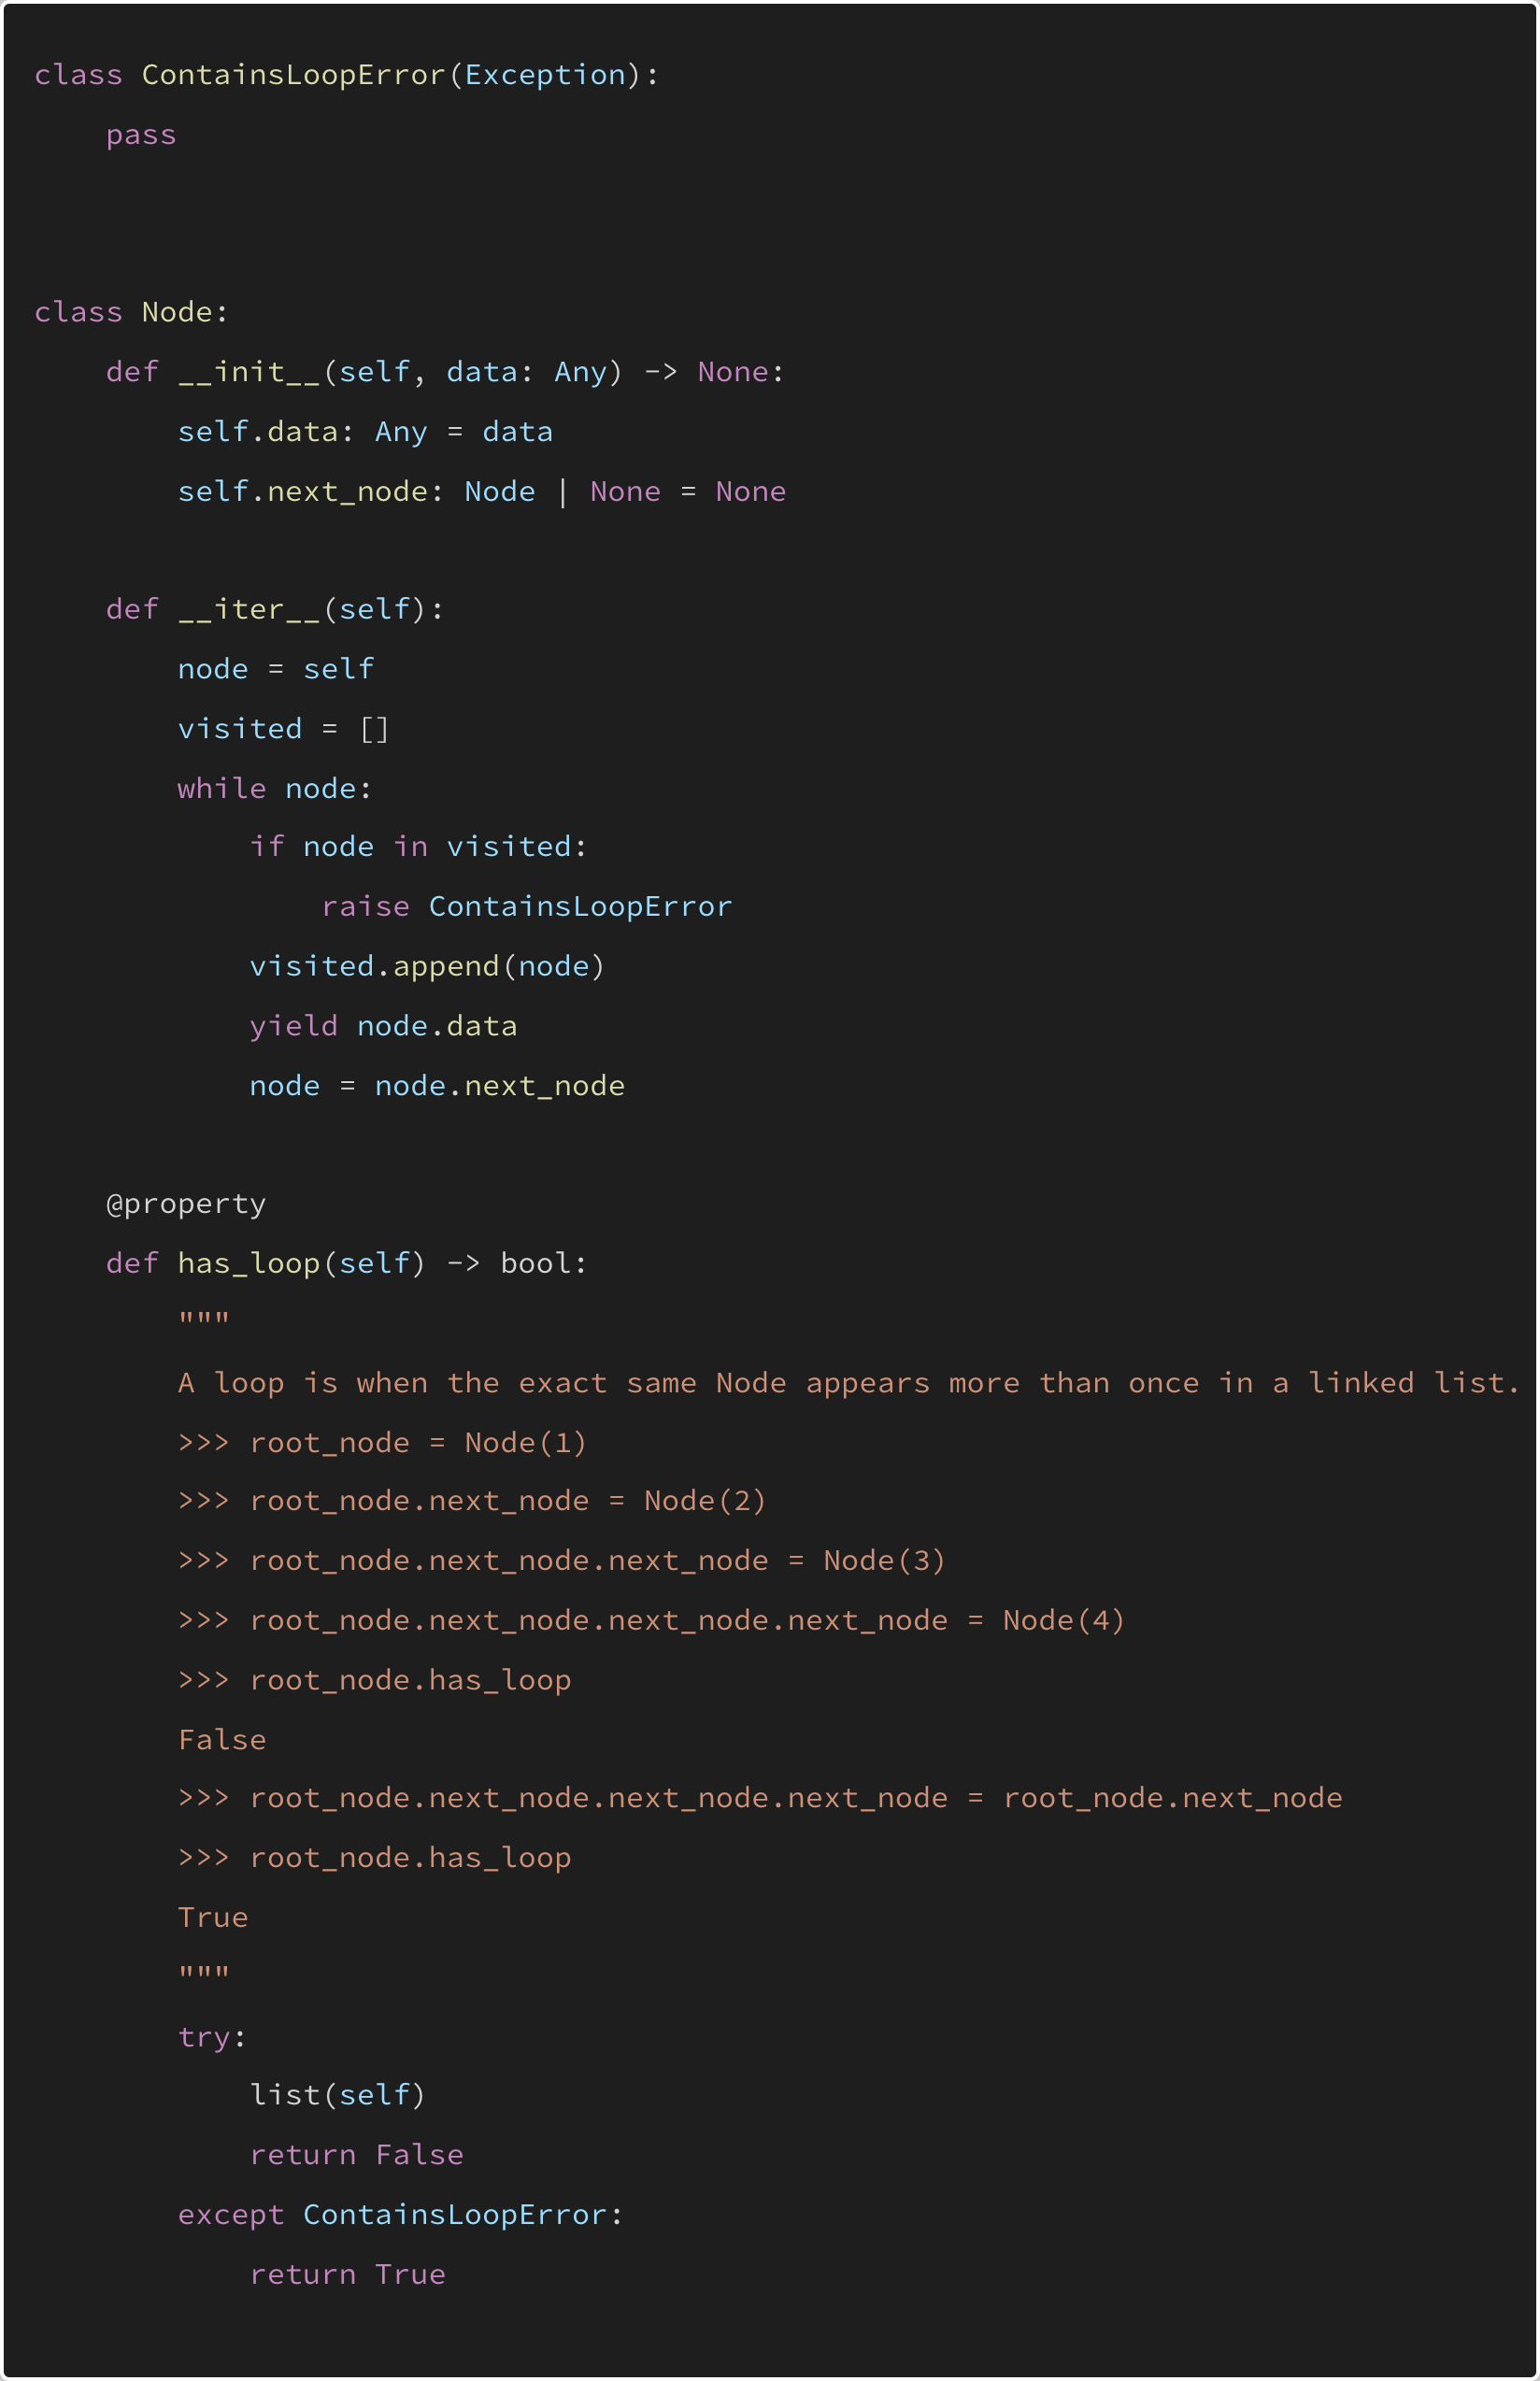 class ContainsLoopError(Exception):
    pass


class Node:
    def __init__(self, data: Any) -> None:
        self.data: Any = data
        self.next_node: Node | None = None

    def __iter__(self):
        node = self
        visited = []
        while node:
            if node in visited:
                raise ContainsLoopError
            visited.append(node)
            yield node.data
            node = node.next_node

    @property
    def has_loop(self) -> bool:
        """
        A loop is when the exact same Node appears more than once in a linked list.
        >>> root_node = Node(1)
        >>> root_node.next_node = Node(2)
        >>> root_node.next_node.next_node = Node(3)
        >>> root_node.next_node.next_node.next_node = Node(4)
        >>> root_node.has_loop
        False
        >>> root_node.next_node.next_node.next_node = root_node.next_node
        >>> root_node.has_loop
        True
        """
        try:
            list(self)
            return False
        except ContainsLoopError:
            return True